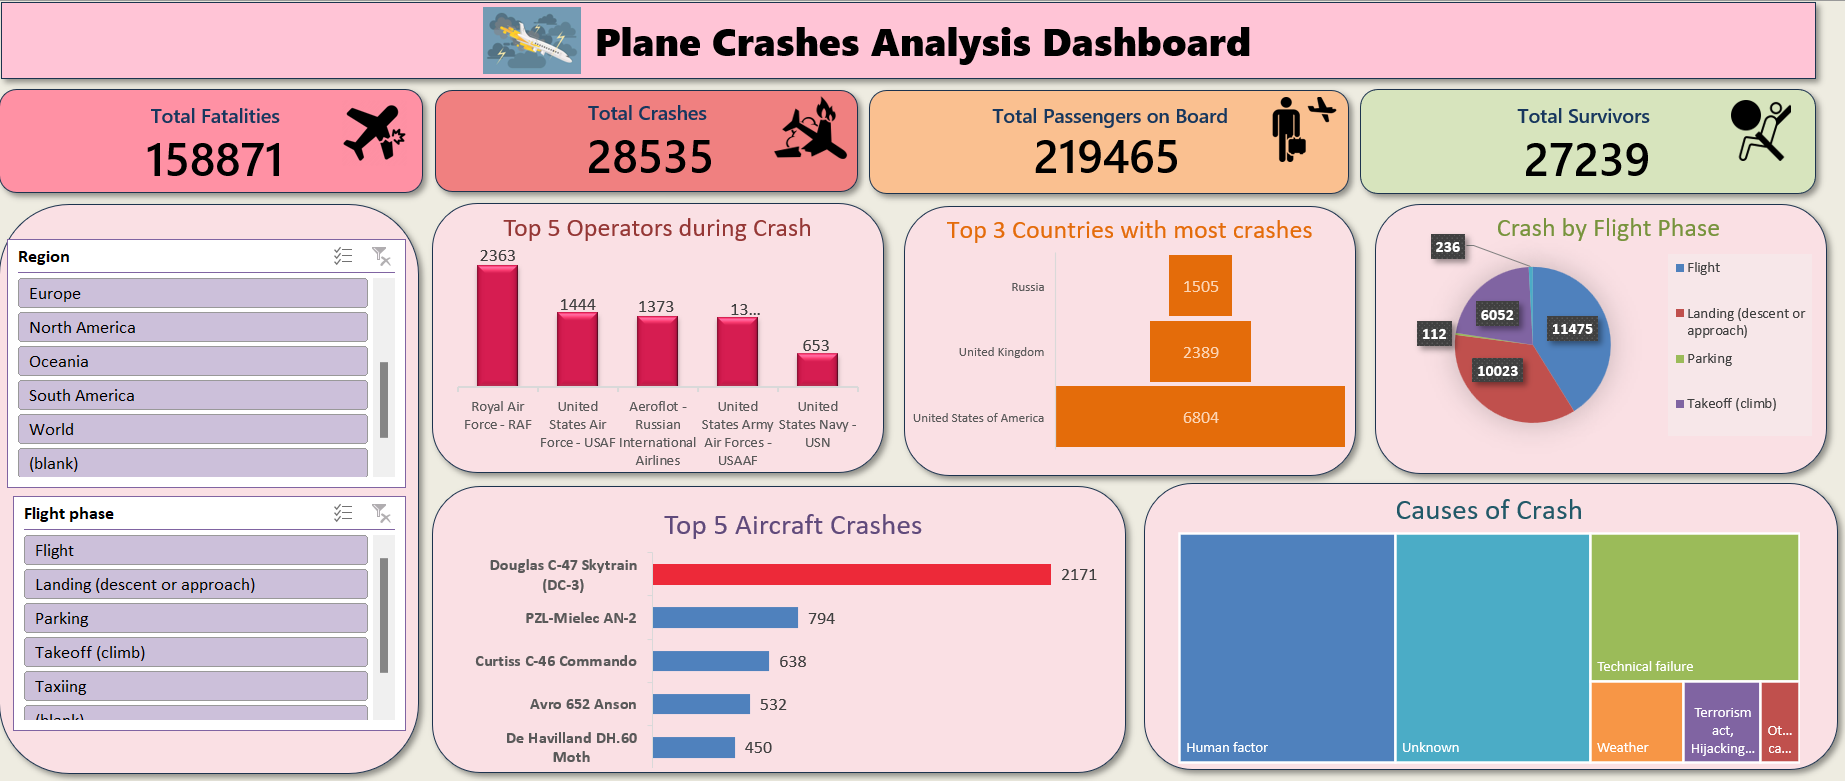 Plane Crashes Analysis Dashboard
Total Fatalities
158871
Total Crashes
28535
Total Passengers on Board
219465
Total Survivors
27239
Region
Europe
North America
Oceania
South America
World
(blank)
Flight phase
Flight
Landing (descent or approach)
Parking
Takeoff (climb)
Taxiing
(blank)
Top 5 Operators during Crash
2363
1444
1373
13...
653
Royal Air
Force - RAF
United
States Air
Force - USAF
Aeroflot -
Russian
International
Airlines
United
States Army
Air Forces -
USAAF
United
States Navy -
USN
Top 3 Countries with most crashes
Russia
1505
United Kingdom
2389
United States of America
6804
Crash by Flight Phase
236
6052
11475
112
10023
Flight
Landing (descent or
approach)
Parking
Takeoff (climb)
Top 5 Aircraft Crashes
Douglas C-47 Skytrain
(DC-3)
2171
PZL-Mielec AN-2
794
Curtiss C-46 Commando
638
Avro 652 Anson
532
De Havilland DH.60
Moth
450
Causes of Crash
Human factor
Unknown
Technical failure
Weather
Terrorism
act,
Hijacking...
Ot...
ca...